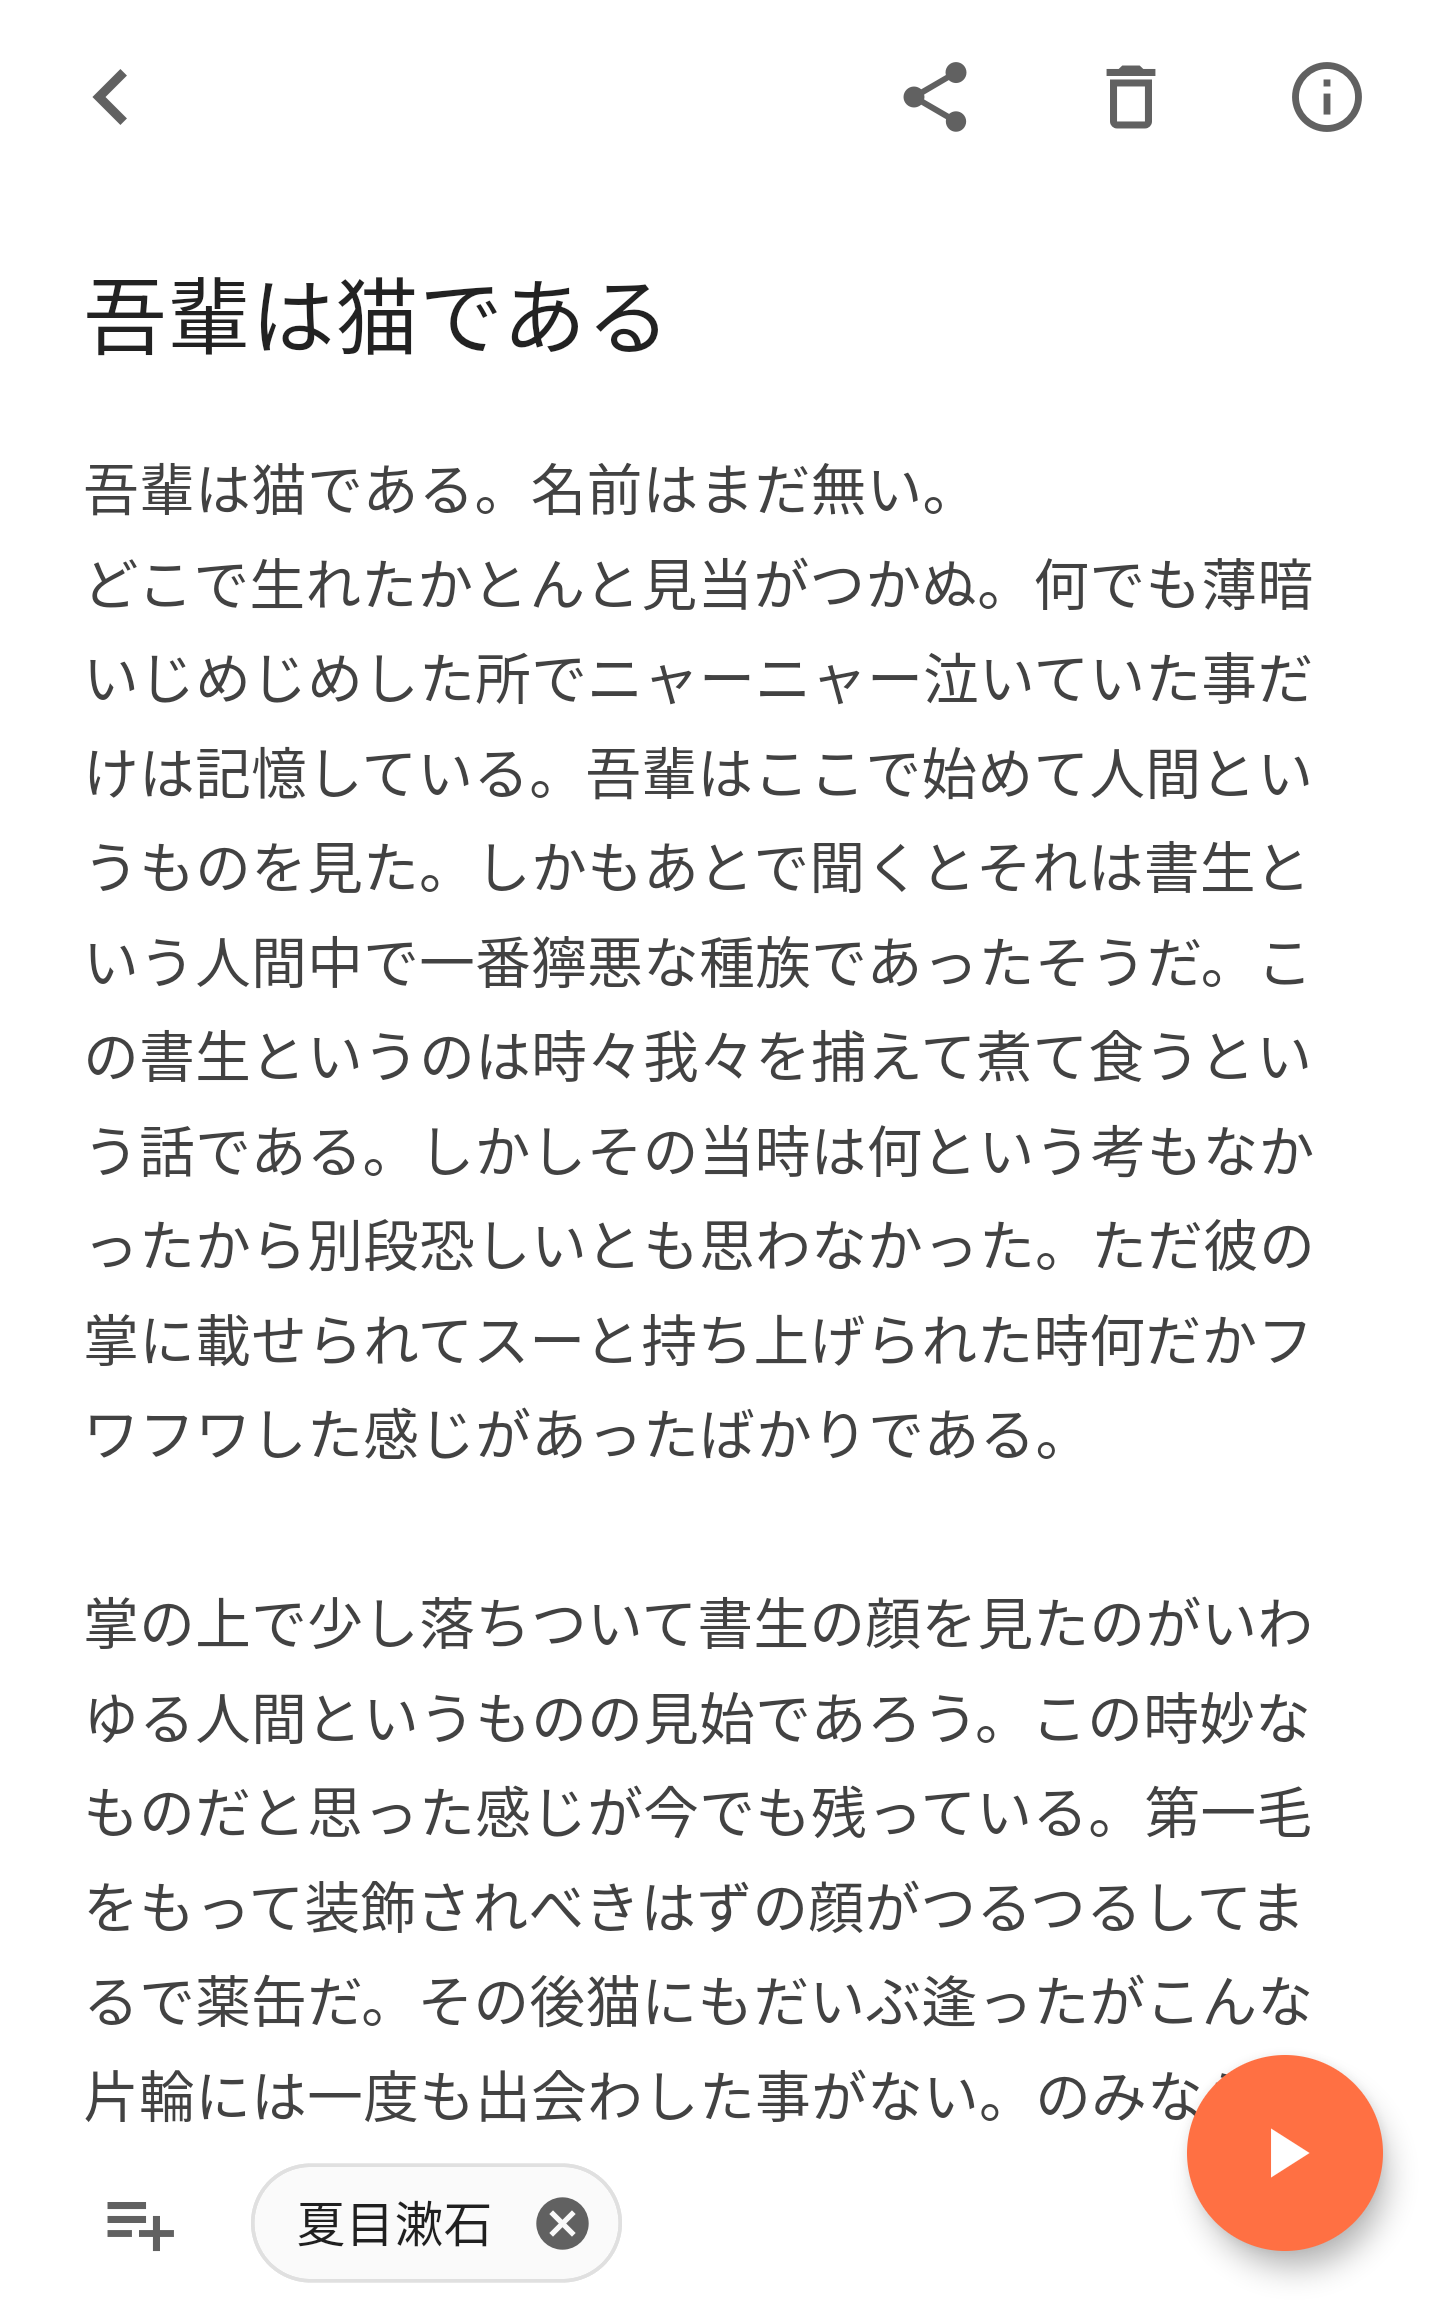 吾輩は猫である
吾輩は猫である。名前はまだ無い。
どこで生れたかとんと見当がつかぬ。何でも薄暗
いじめじめした所でニャーニャー泣いていた事だ
けは記憶している。吾輩はここで始めて人間とい
うものを見た。しかもあとで聞くとそれは書生と
いう人間中で一番獰悪な種族であったそうだ。こ
の書生というのは時々我々を捕えて煮て食うとい
う話である。しかしその当時は何という考もなか
ったから別段恐しいとも思わなかった。ただ彼の
掌に載せられてスーと持ち上げられた時何だかフ
ワフワした感じがあったばかりである。
掌の上で少し落ちついて書生の顔を見たのがいわ
ゆる人間というものの見始であろう。この時妙な
ものだと思った感じが今でも残っている。第一毛
をもって装飾されべきはずの顔がつるつるしてま
るで薬缶だ。その後猫にもだいぶ逢ったがこんな
片輪には一度も出会わした事がない。のみな
夏目漱石